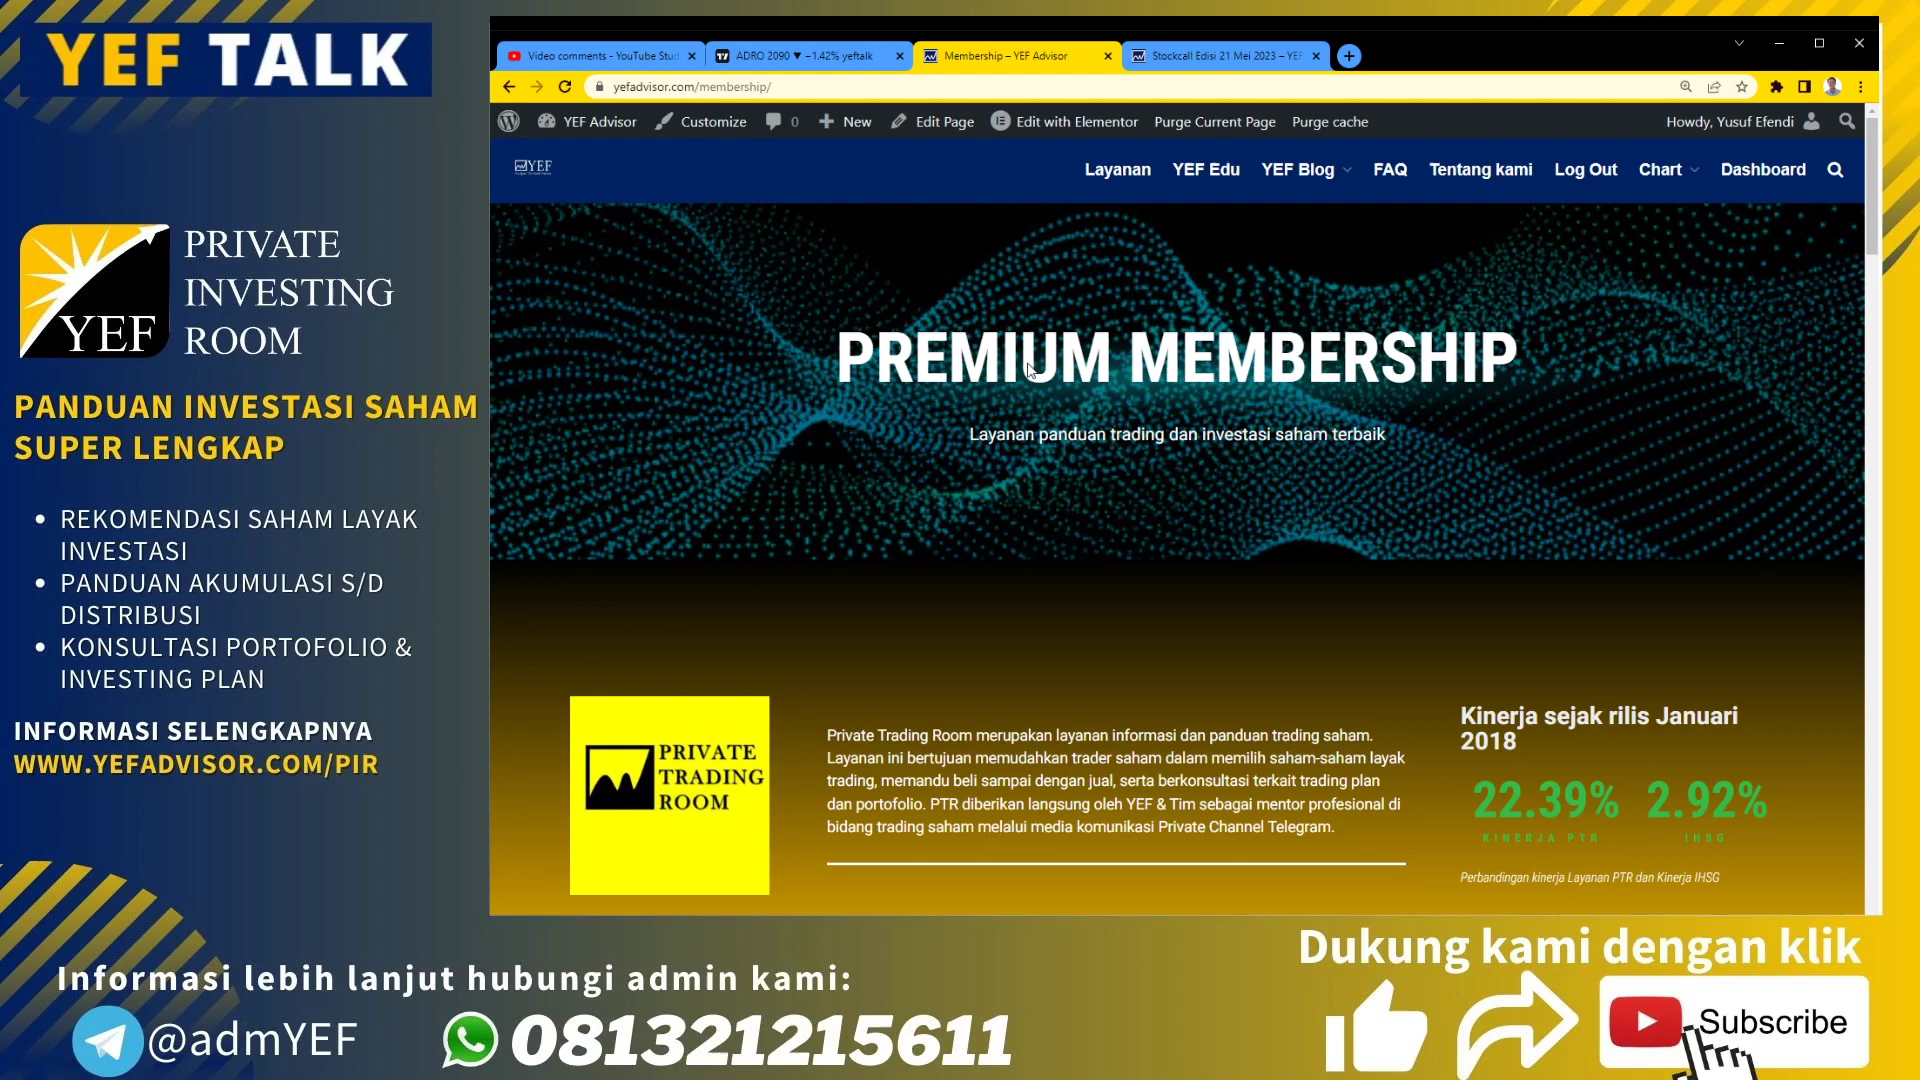 YEF TALK
PRIVATE
INVESTING
ROOM
YEF
PANDUAN INVESTASI SAHAM
SUPER LENGKAP
REKOMENDASI SAHAM LAYAK
INVESTASI
PANDUAN AKUMULASI S/D
DISTRIBUSI
KONSULTASI PORTOFOLIO &
INVESTING PLAN
INFORMASI SELENGKAPNYA
WWW.YEFADVISOR.COM/PIR
Video comments - YouTube Stud
ADRO 2090 ▼ −1.42% yeftalk
Membership – YEF Advisor
Stockcall Edisi 21 Mei 2023 – YEF
yefadvisor.com/membership/
YEF Advisor Customize 0 New Edit Page Edit with Elementor Purge Current Page Purge cache Howdy, Yusuf Efendi
YEF
Layanan YEF Edu YEF Blog FAQ Tentang kami Log Out Chart Dashboard
PREMIUM MEMBERSHIP
Layanan panduan trading dan investasi saham terbaik
PRIVATE
TRADING
ROOM
Private Trading Room merupakan layanan informasi dan panduan trading saham.
Layanan ini bertujuan memudahkan trader saham dalam memilih saham-saham layak
trading, memandu beli sampai dengan jual, serta berkonsultasi terkait trading plan
dan portofolio. PTR diberikan langsung oleh YEF & Tim sebagai mentor profesional di
bidang trading saham melalui media komunikasi Private Channel Telegram.
Kinerja sejak rilis Januari
2018
22.39% 2.92%
KINERJA PTR IHSG
Perbandingan kinerja Layanan PTR dan Kinerja IHSG
Informasi lebih lanjut hubungi admin kami:
@admYEF 081321215611
Dukung kami dengan klik
Subscribe